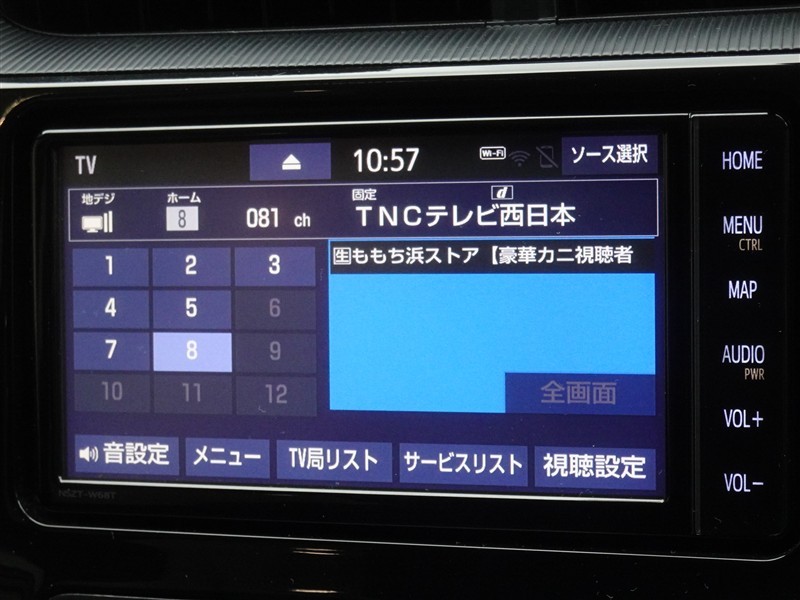 TV
10:57
Wi-Fi
ソース選択
地デジ
ホーム
8
081 ch
固定
d
TNCテレビ西日本
1 2 3
4 5 6
7 8 9
10 11 12
生ももち浜ストア【豪華カニ視聴者
全画面
音設定
メニュー
TV局リスト
サービスリスト
視聴設定
NSZT-W68T
HOME
MENU
CTRL
MAP
AUDIO
PWR
VOL+
VOL-